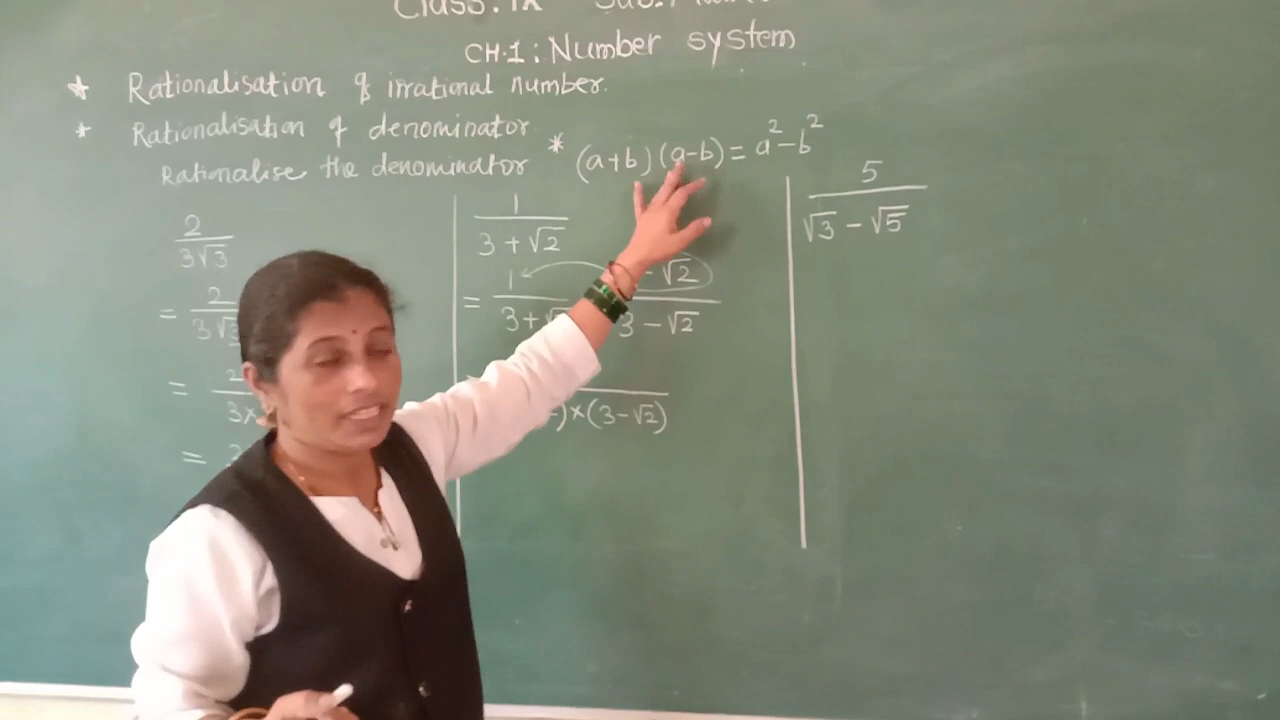 Class: IX Sub:
CH.1: Number system
* Rationalisation of irrational number.
* Rationalisation of denominator
Rationalise the denominator
* (a+b)(a-b) = a² - b²
2/3√3
= 2/3√3
=
=
1/(3+√2)
= 1/3+ - √2/3 - √2
)×(3-√2)
5/(√3 - √5)